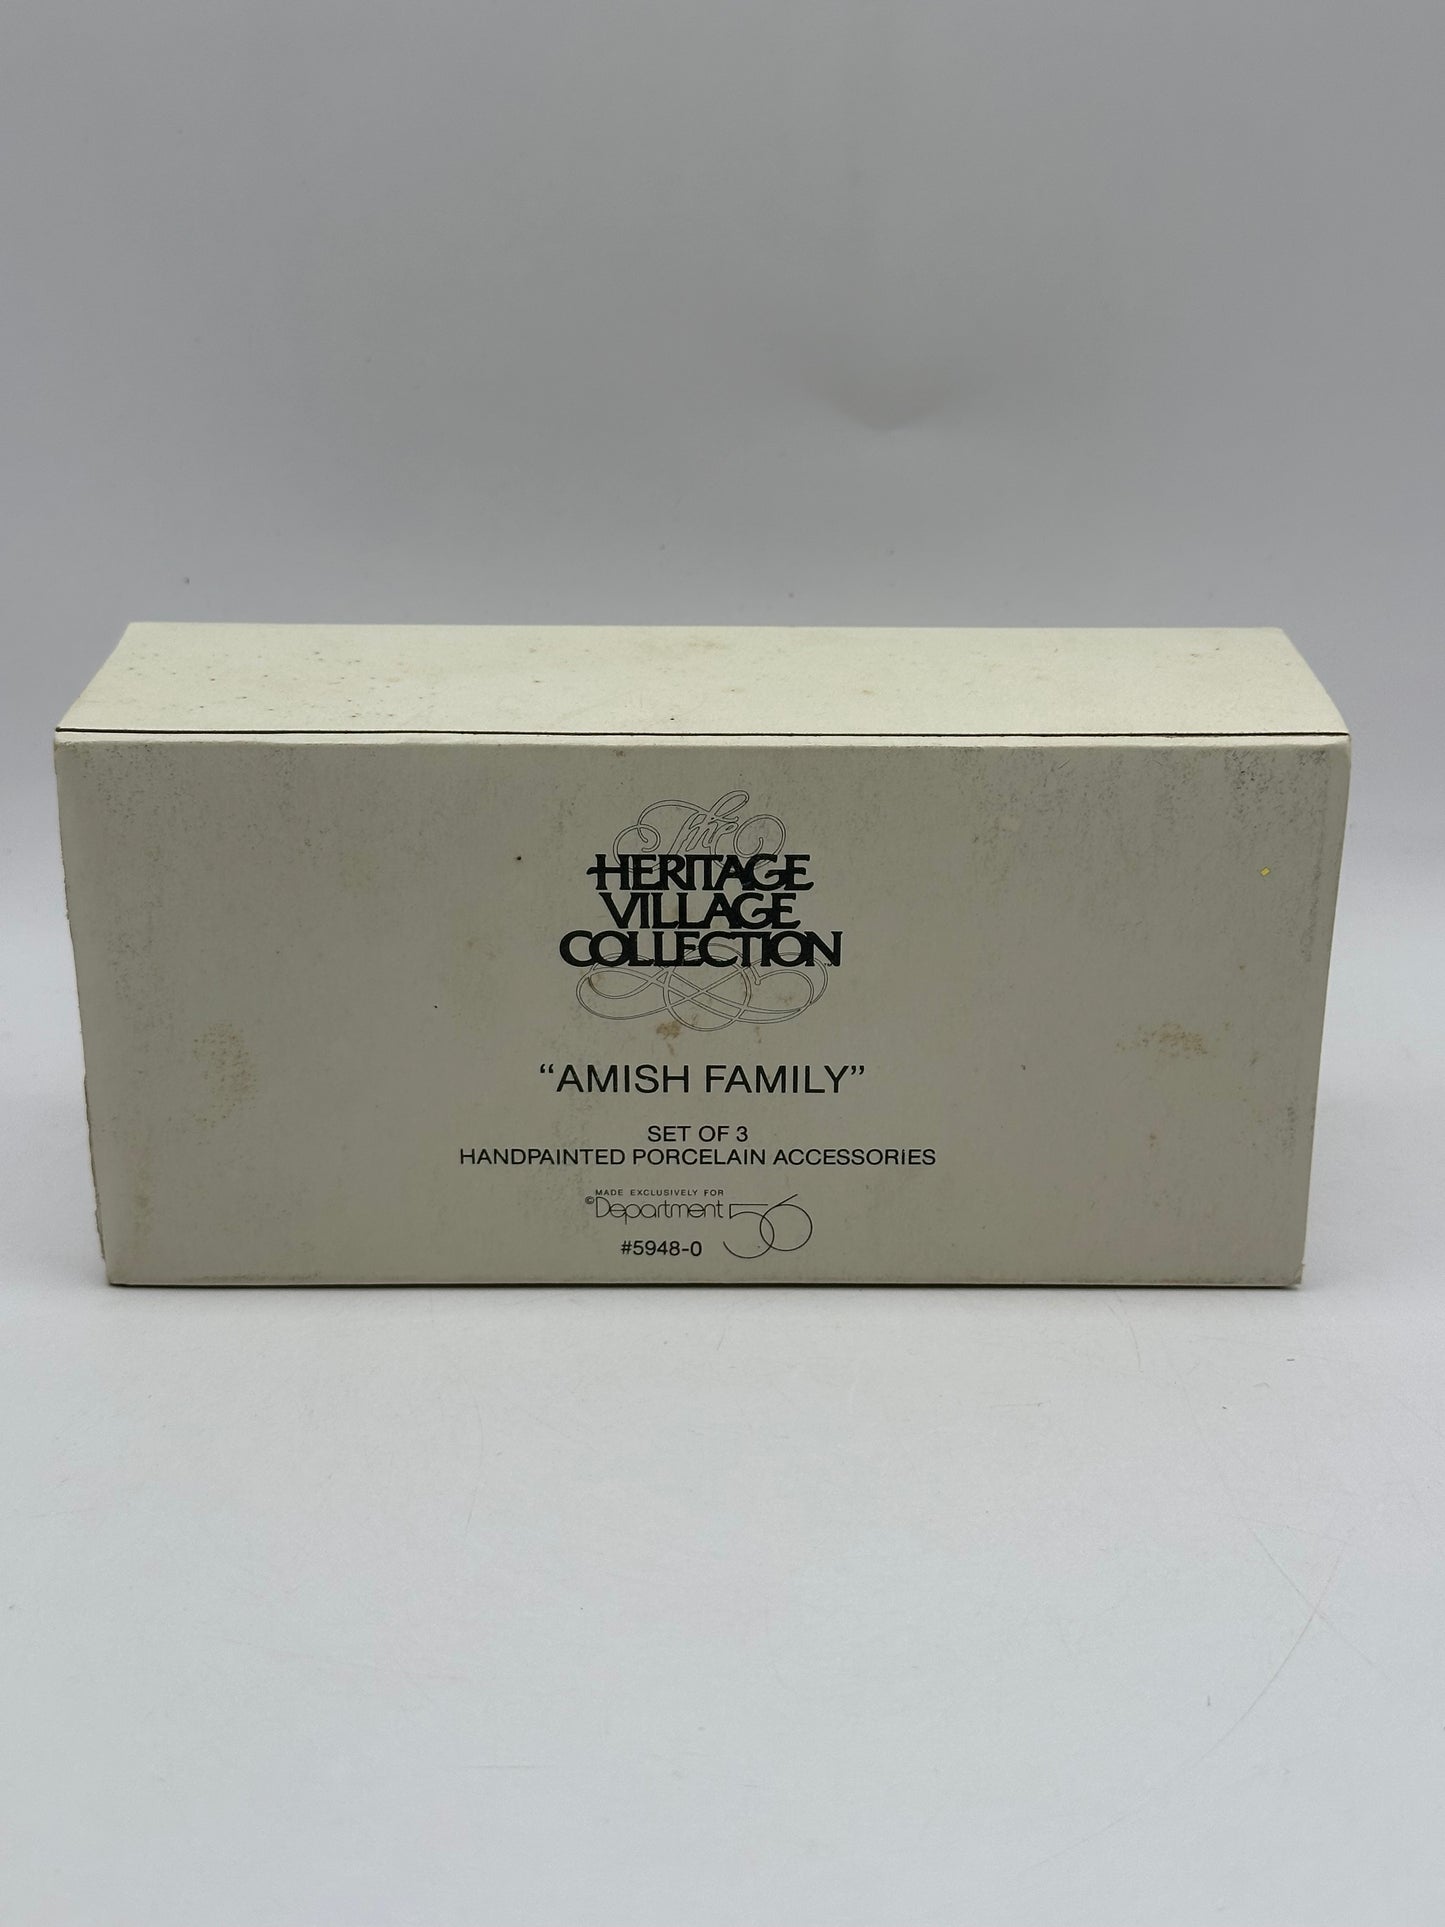 The
HERITAGE
VILLAGE
COLLECTION
“AMISH FAMILY”
SET OF 3
HANDPAINTED PORCELAIN ACCESSORIES
MADE EXCLUSIVELY FOR
©Department 56
#5948-0